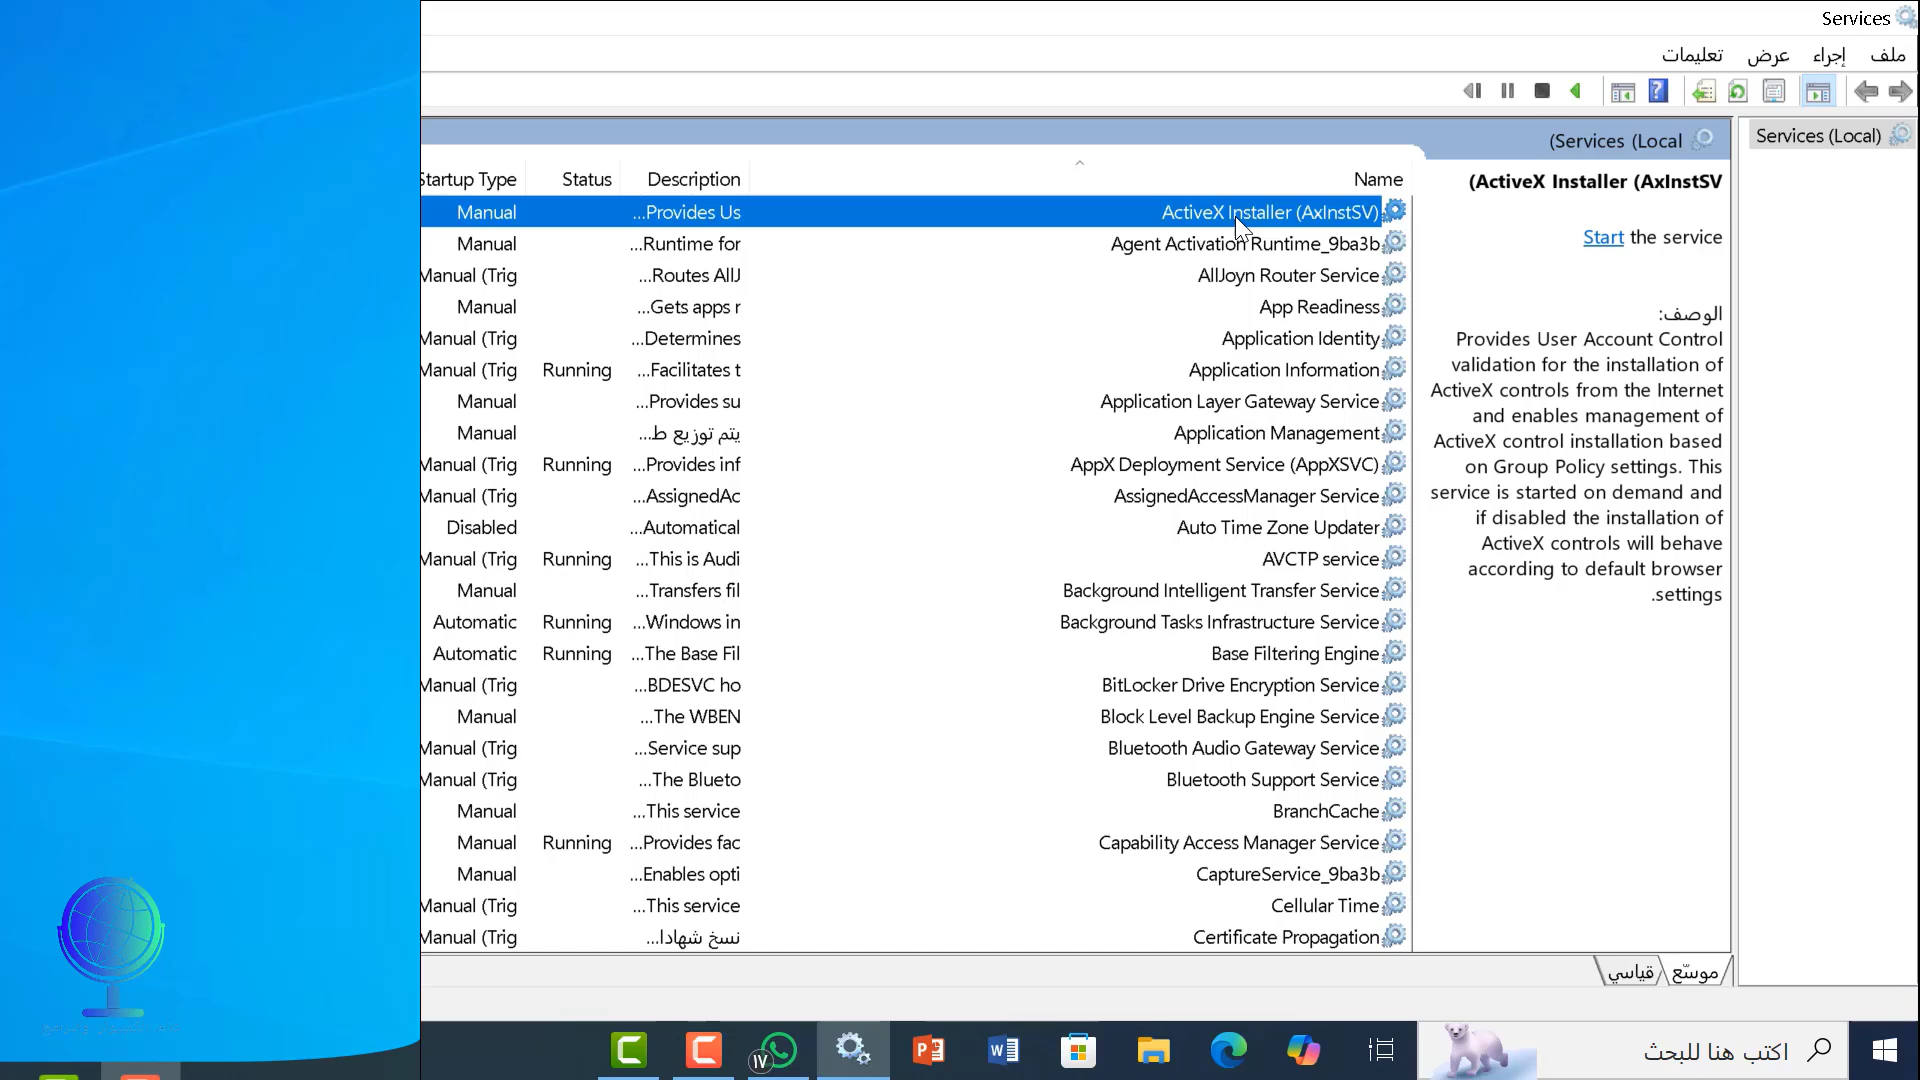 Services
ملف إجراء عرض تعليمات
Services (Local)
(Services (Local
(ActiveX Installer (AxInstSV
Start the service
الوصف:
Provides User Account Control
validation for the installation of
ActiveX controls from the Internet
and enables management of
ActiveX control installation based
on Group Policy settings. This
service is started on demand and
if disabled the installation of
ActiveX controls will behave
according to default browser
.settings
Name Description Status Startup Type
ActiveX Installer (AxInstSV) ...Provides Us Manual
Agent Activation Runtime_9ba3b ...Runtime for Manual
AllJoyn Router Service ...Routes AllJ Manual (Trig
App Readiness ...Gets apps r Manual
Application Identity ...Determines Manual (Trig
Application Information ...Facilitates t Running Manual (Trig
Application Layer Gateway Service ...Provides su Manual
Application Management يتم توزيع ط... Manual
AppX Deployment Service (AppXSVC) ...Provides inf Running Manual (Trig
AssignedAccessManager Service ...AssignedAc Manual (Trig
Auto Time Zone Updater ...Automatical Disabled
AVCTP service ...This is Audi Running Manual (Trig
Background Intelligent Transfer Service ...Transfers fil Manual
Background Tasks Infrastructure Service ...Windows in Running Automatic
Base Filtering Engine ...The Base Fil Running Automatic
BitLocker Drive Encryption Service ...BDESVC ho Manual (Trig
Block Level Backup Engine Service ...The WBEN Manual
Bluetooth Audio Gateway Service ...Service sup Manual (Trig
Bluetooth Support Service ...The Blueto Manual (Trig
BranchCache ...This service Manual
Capability Access Manager Service ...Provides fac Running Manual
CaptureService_9ba3b ...Enables opti Manual
Cellular Time ...This service Manual (Trig
Certificate Propagation نسخ شهادا... Manual (Trig
موسّع قياسي
اكتب هنا للبحث